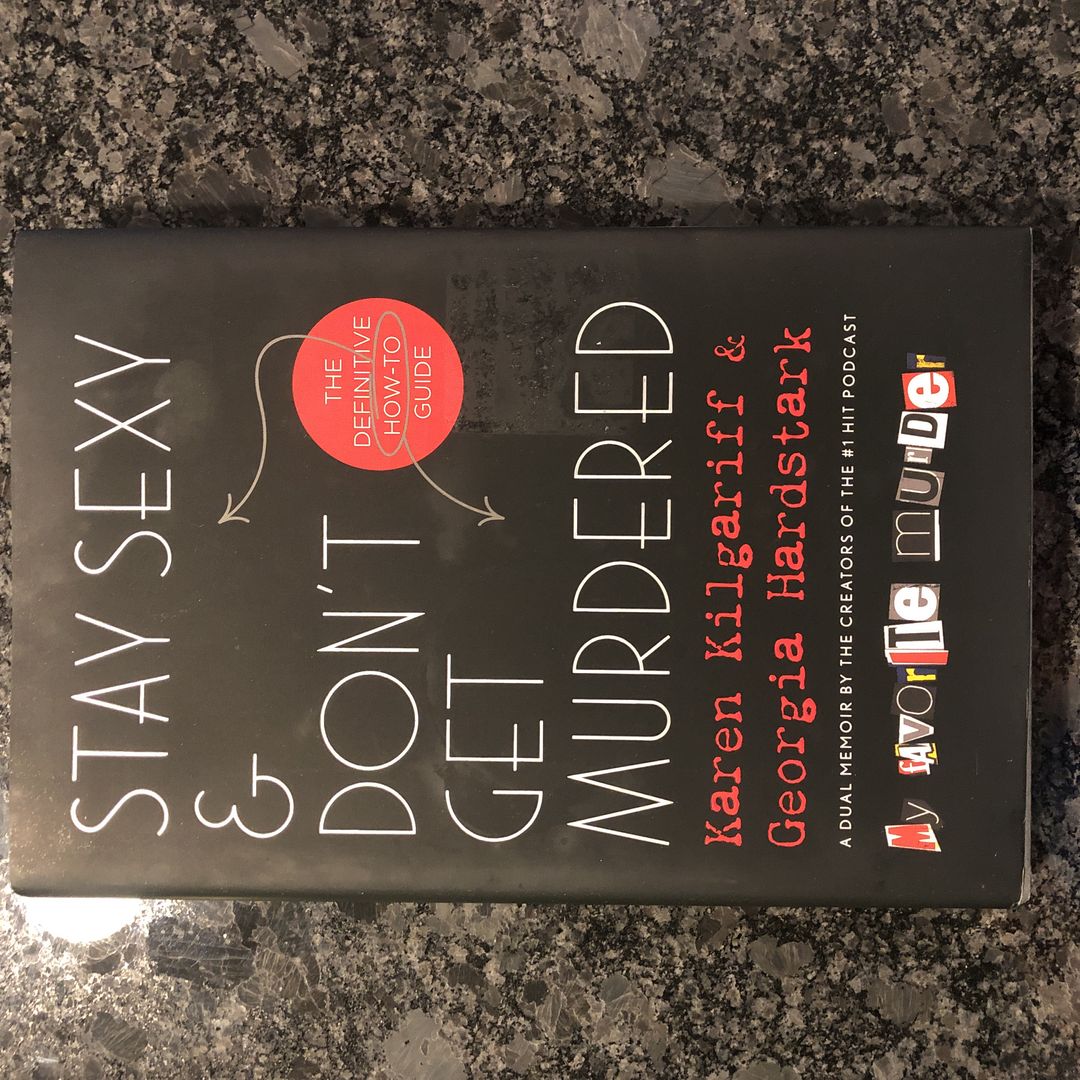 STAY SEXY
&
DON'T
GET
MURDERED
THE
DEFINITIVE
HOW-TO
GUIDE
Karen Kilgariff &
Georgia Hardstark
A DUAL MEMOIR BY THE CREATORS OF THE #1 HIT PODCAST
My fAvorITe murDer